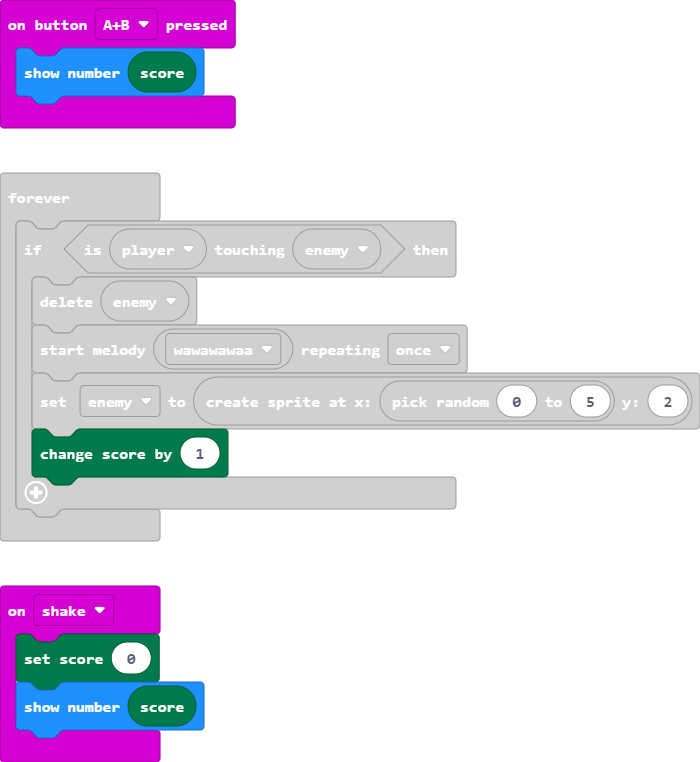 on button A+B pressed
show number score
forever
if is player touching enemy then
delete enemy
start melody wawawawaa repeating once
set enemy to create sprite at x: pick random 0 to 5 y: 2
change score by 1
on shake
set score 0
show number score